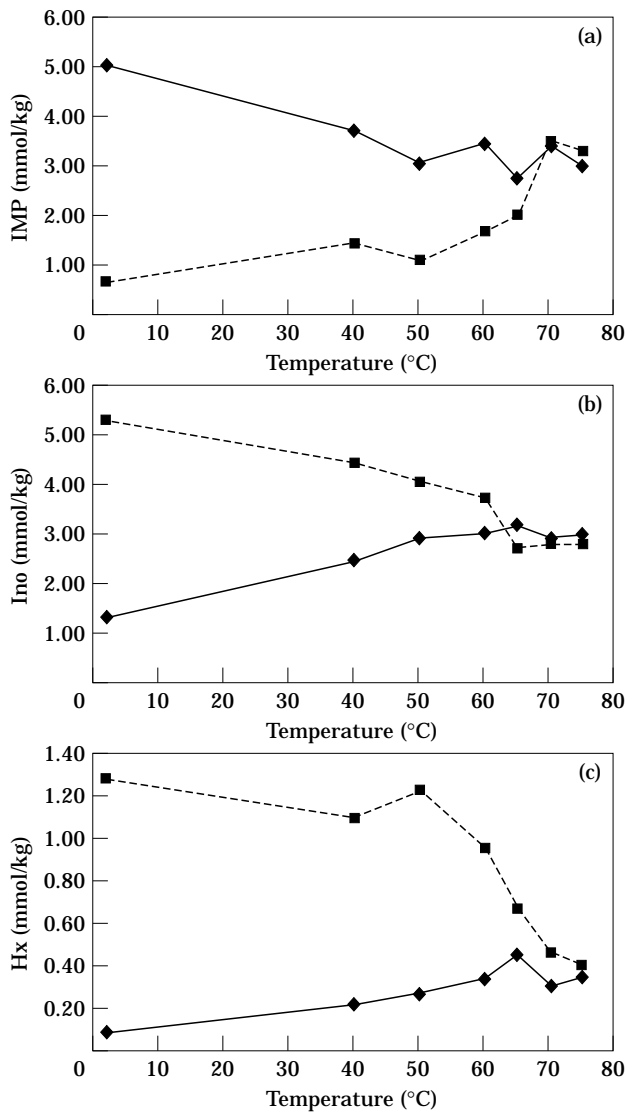 6.00
(a)
5.00
4.00
3.00
2.00
1.00
IMP (mmol/kg)
0 10 20 30 40 50 60 70 80
Temperature (°C)
6.00
(b)
5.00
4.00
3.00
2.00
1.00
Ino (mmol/kg)
0 10 20 30 40 50 60 70 80
Temperature (°C)
1.40
(c)
1.20
1.00
0.80
0.60
0.40
0.20
Hx (mmol/kg)
0 10 20 30 40 50 60 70 80
Temperature (°C)